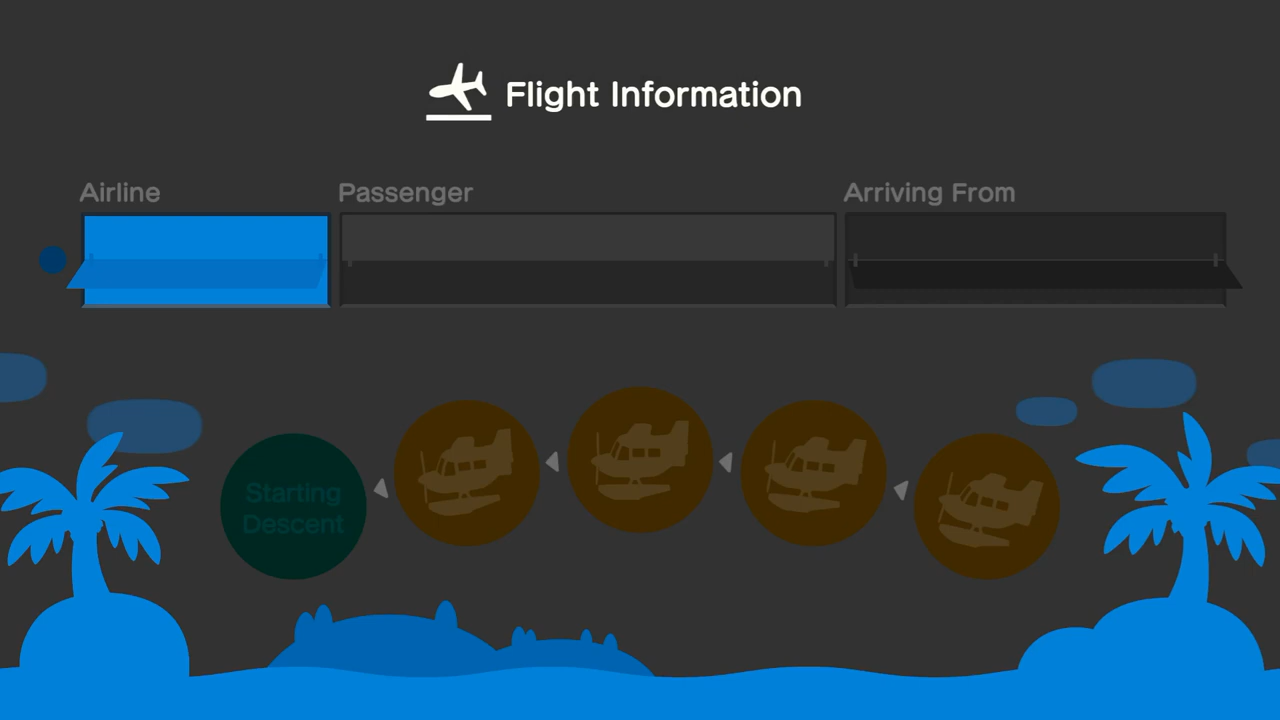 Flight Information
Airline
Passenger
Arriving From
Starting
Descent